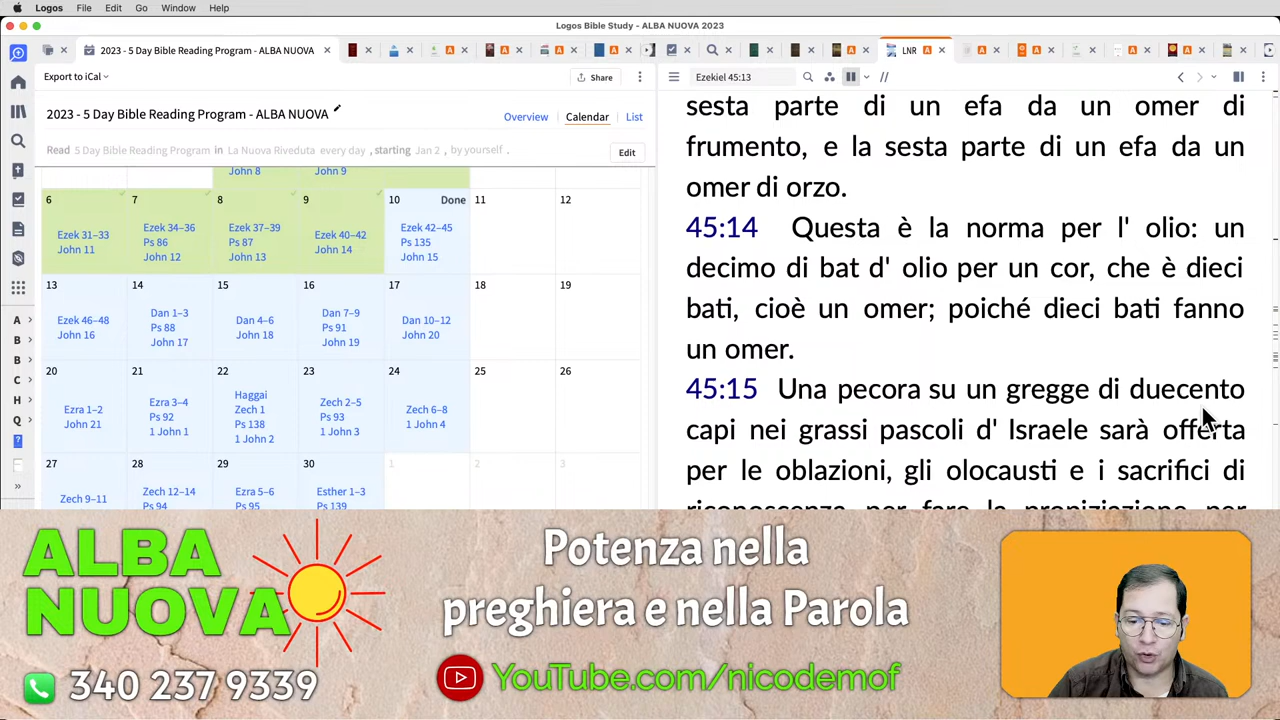 Logos File Edit Go Window Help
Logos Bible Study - ALBA NUOVA 2023
2023 - 5 Day Bible Reading Program - ALBA NUOVA
LNR
Export to iCal
Share
Ezekiel 45:13
2023 - 5 Day Bible Reading Program - ALBA NUOVA
Overview Calendar List
Read 5 Day Bible Reading Program in La Nuova Riveduta every day , starting Jan 2 , by yourself .
Edit
John 8 John 9
6 7 8 9 10 Done 11 12
Ezek 31–33
John 11
Ezek 34–36
Ps 86
John 12
Ezek 37–39
Ps 87
John 13
Ezek 40–42
John 14
Ezek 42–45
Ps 135
John 15
13 14 15 16 17 18 19
Ezek 46–48
John 16
Dan 1–3
Ps 88
John 17
Dan 4–6
John 18
Dan 7–9
Ps 91
John 19
Dan 10–12
John 20
20 21 22 23 24 25 26
Ezra 1–2
John 21
Ezra 3–4
Ps 92
1 John 1
Haggai
Zech 1
Ps 138
1 John 2
Zech 2–5
Ps 93
1 John 3
Zech 6–8
1 John 4
27 28 29 30 1 2 3
Zech 9–11
Zech 12–14
Ps 94
Ezra 5–6
Ps 95
Esther 1–3
Ps 139
A
B
B
C
H
Q
sesta parte di un efa da un omer di
frumento, e la sesta parte di un efa da un
omer di orzo.
45:14 Questa è la norma per l' olio: un
decimo di bat d' olio per un cor, che è dieci
bati, cioè un omer; poiché dieci bati fanno
un omer.
45:15 Una pecora su un gregge di duecento
capi nei grassi pascoli d' Israele sarà offerta
per le oblazioni, gli olocausti e i sacrifici di
riconoscenza, per fare la propiziazione per
ALBA
NUOVA
340 237 9339
Potenza nella
preghiera e nella Parola
YouTube.com/nicodemof